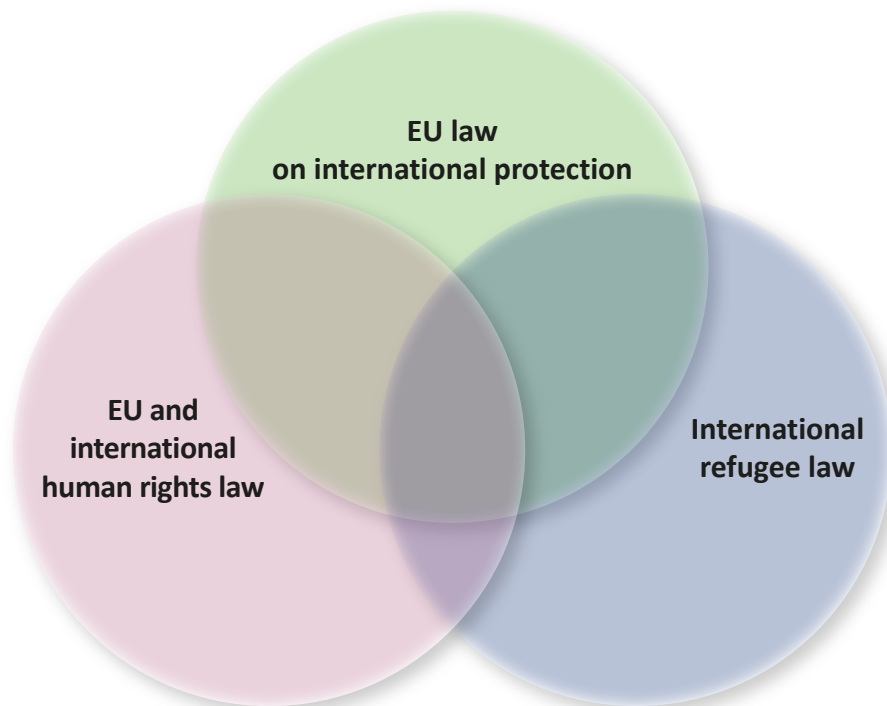 EU law
on international protection
EU and
international
human rights law
International
refugee law